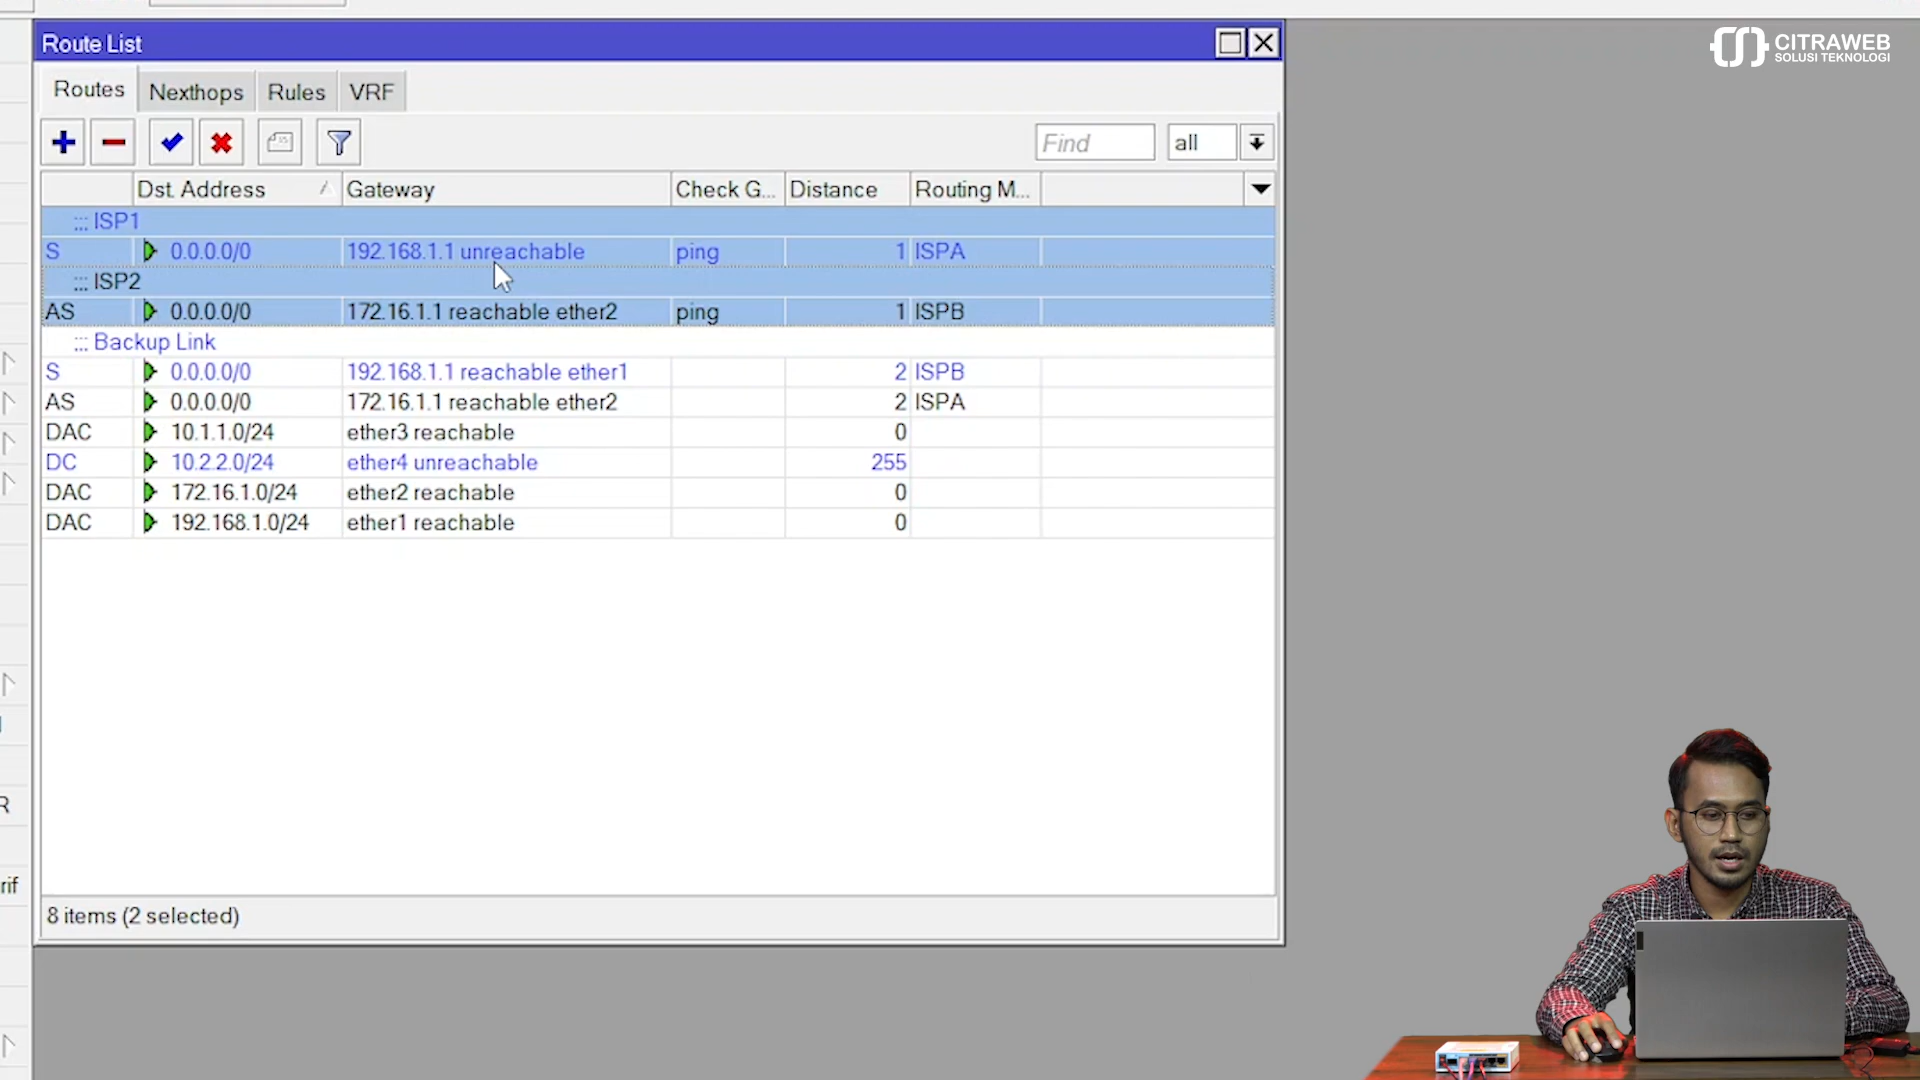 CITRAWEB
SOLUSI TEKNOLOGI
Route List
Routes Nexthops Rules VRF
Find all
Dst. Address Gateway Check G... Distance Routing M...
::: ISP1
S 0.0.0.0/0 192.168.1.1 unreachable ping 1 ISPA
::: ISP2
AS 0.0.0.0/0 172.16.1.1 reachable ether2 ping 1 ISPB
::: Backup Link
S 0.0.0.0/0 192.168.1.1 reachable ether1 2 ISPB
AS 0.0.0.0/0 172.16.1.1 reachable ether2 2 ISPA
DAC 10.1.1.0/24 ether3 reachable 0
DC 10.2.2.0/24 ether4 unreachable 255
DAC 172.16.1.0/24 ether2 reachable 0
DAC 192.168.1.0/24 ether1 reachable 0
R
rif
8 items (2 selected)